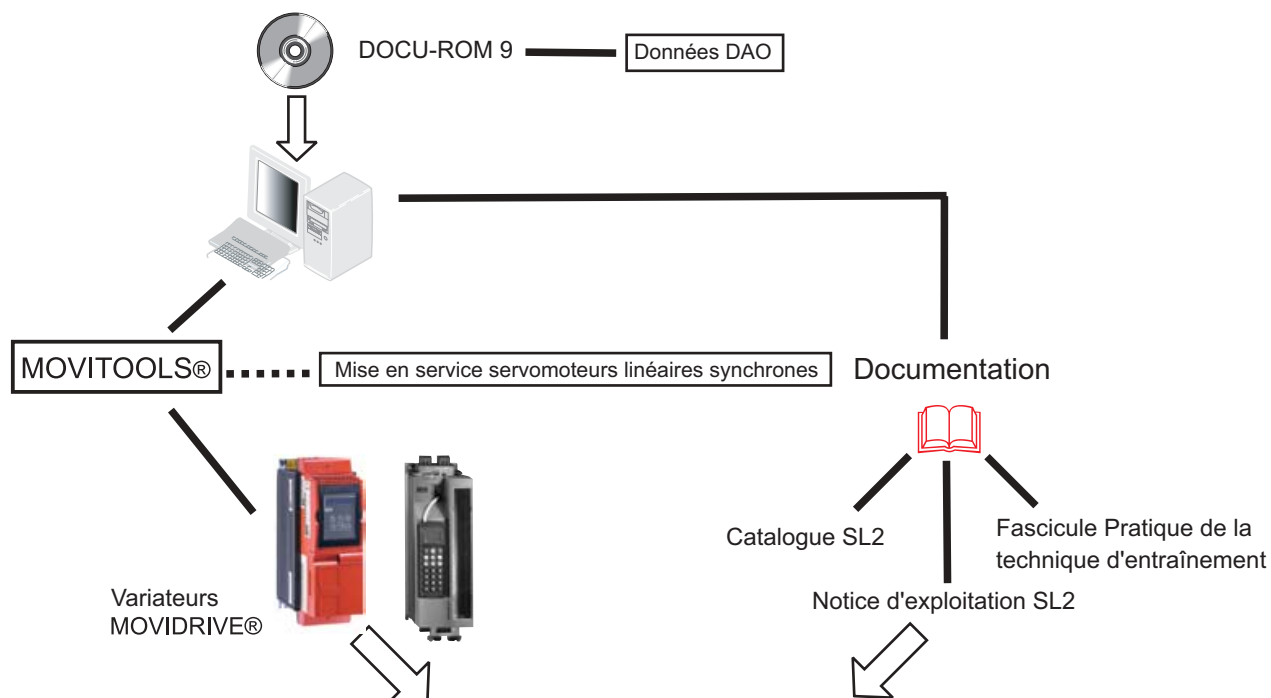 DOCU-ROM 9
Données DAO
MOVITOOLS®
Mise en service servomoteurs linéaires synchrones
Documentation
Catalogue SL2
Fascicule Pratique de la
technique d'entraînement
Notice d'exploitation SL2
Variateurs
MOVIDRIVE®